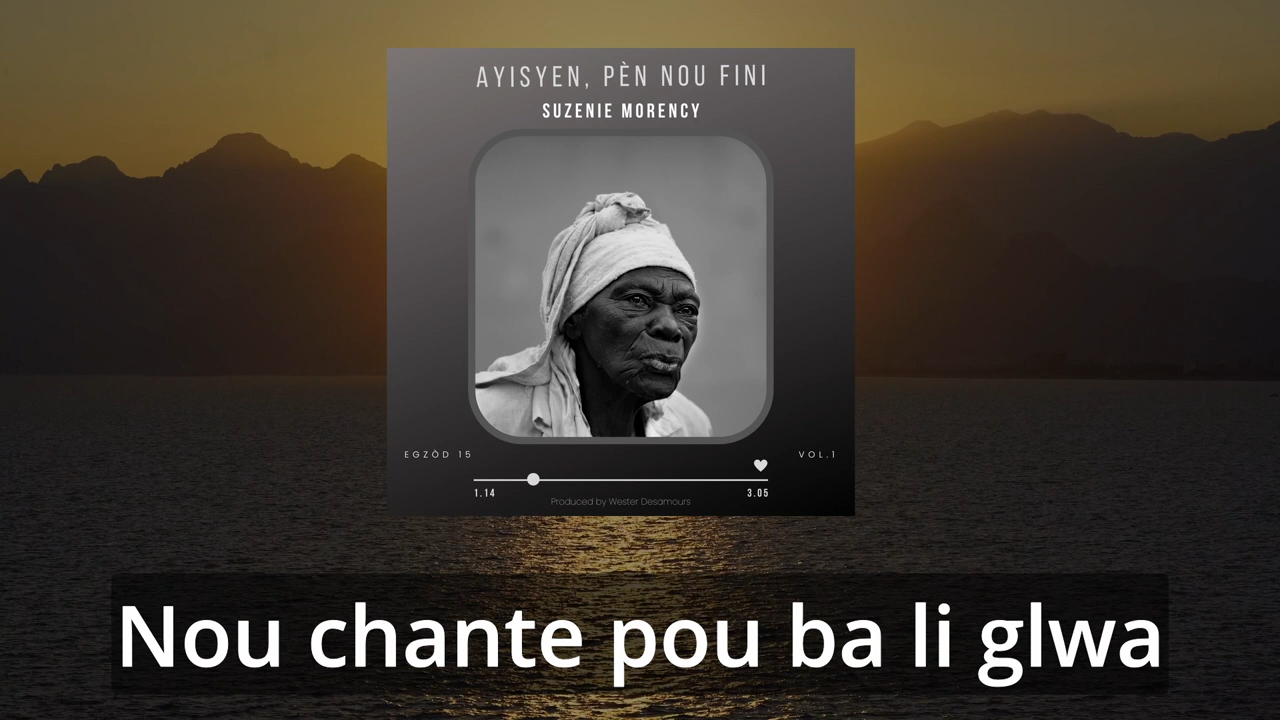 AYISYEN, PÈN NOU FINI
SUZENIE MORENCY
EGZÒD 15
VOL.1
1.14
3.05
Produced by Wester Desamours
Nou chante pou ba li glwa